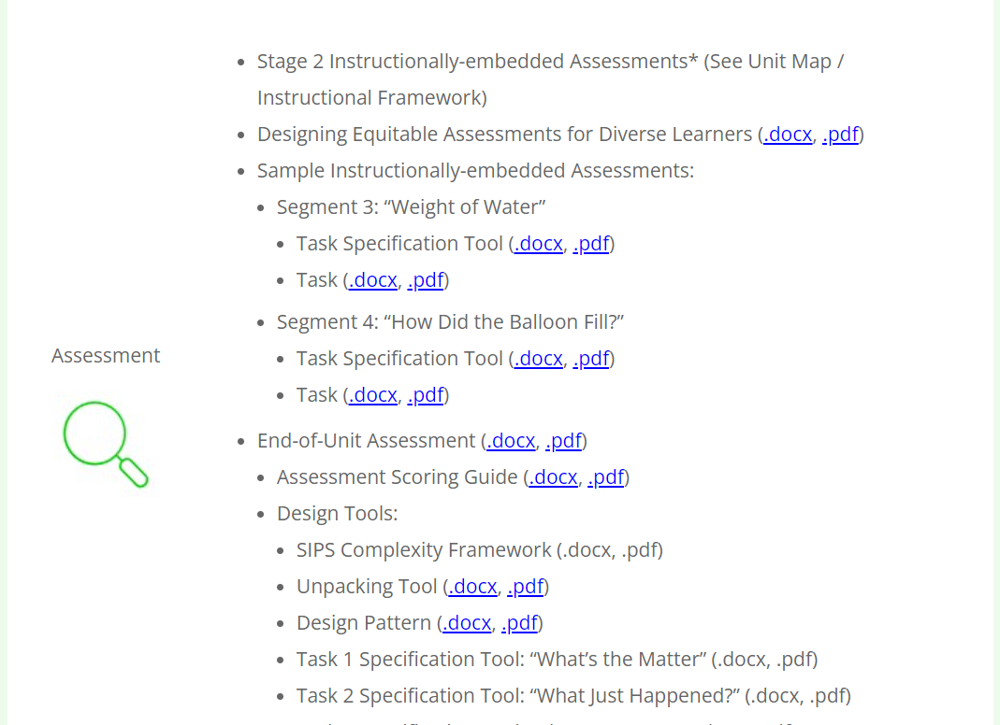 Stage 2 Instructionally-embedded Assessments* (See Unit Map /
Instructional Framework)
Designing Equitable Assessments for Diverse Learners (.docx, .pdf)
Sample Instructionally-embedded Assessments:
Segment 3: “Weight of Water”
Task Specification Tool (.docx, .pdf)
Task (.docx, .pdf)
Segment 4: “How Did the Balloon Fill?”
Task Specification Tool (.docx, .pdf)
Task (.docx, .pdf)
Assessment
End-of-Unit Assessment (.docx, .pdf)
Assessment Scoring Guide (.docx, .pdf)
Design Tools:
SIPS Complexity Framework (.docx, .pdf)
Unpacking Tool (.docx, .pdf)
Design Pattern (.docx, .pdf)
Task 1 Specification Tool: “What’s the Matter” (.docx, .pdf)
Task 2 Specification Tool: “What Just Happened?” (.docx, .pdf)